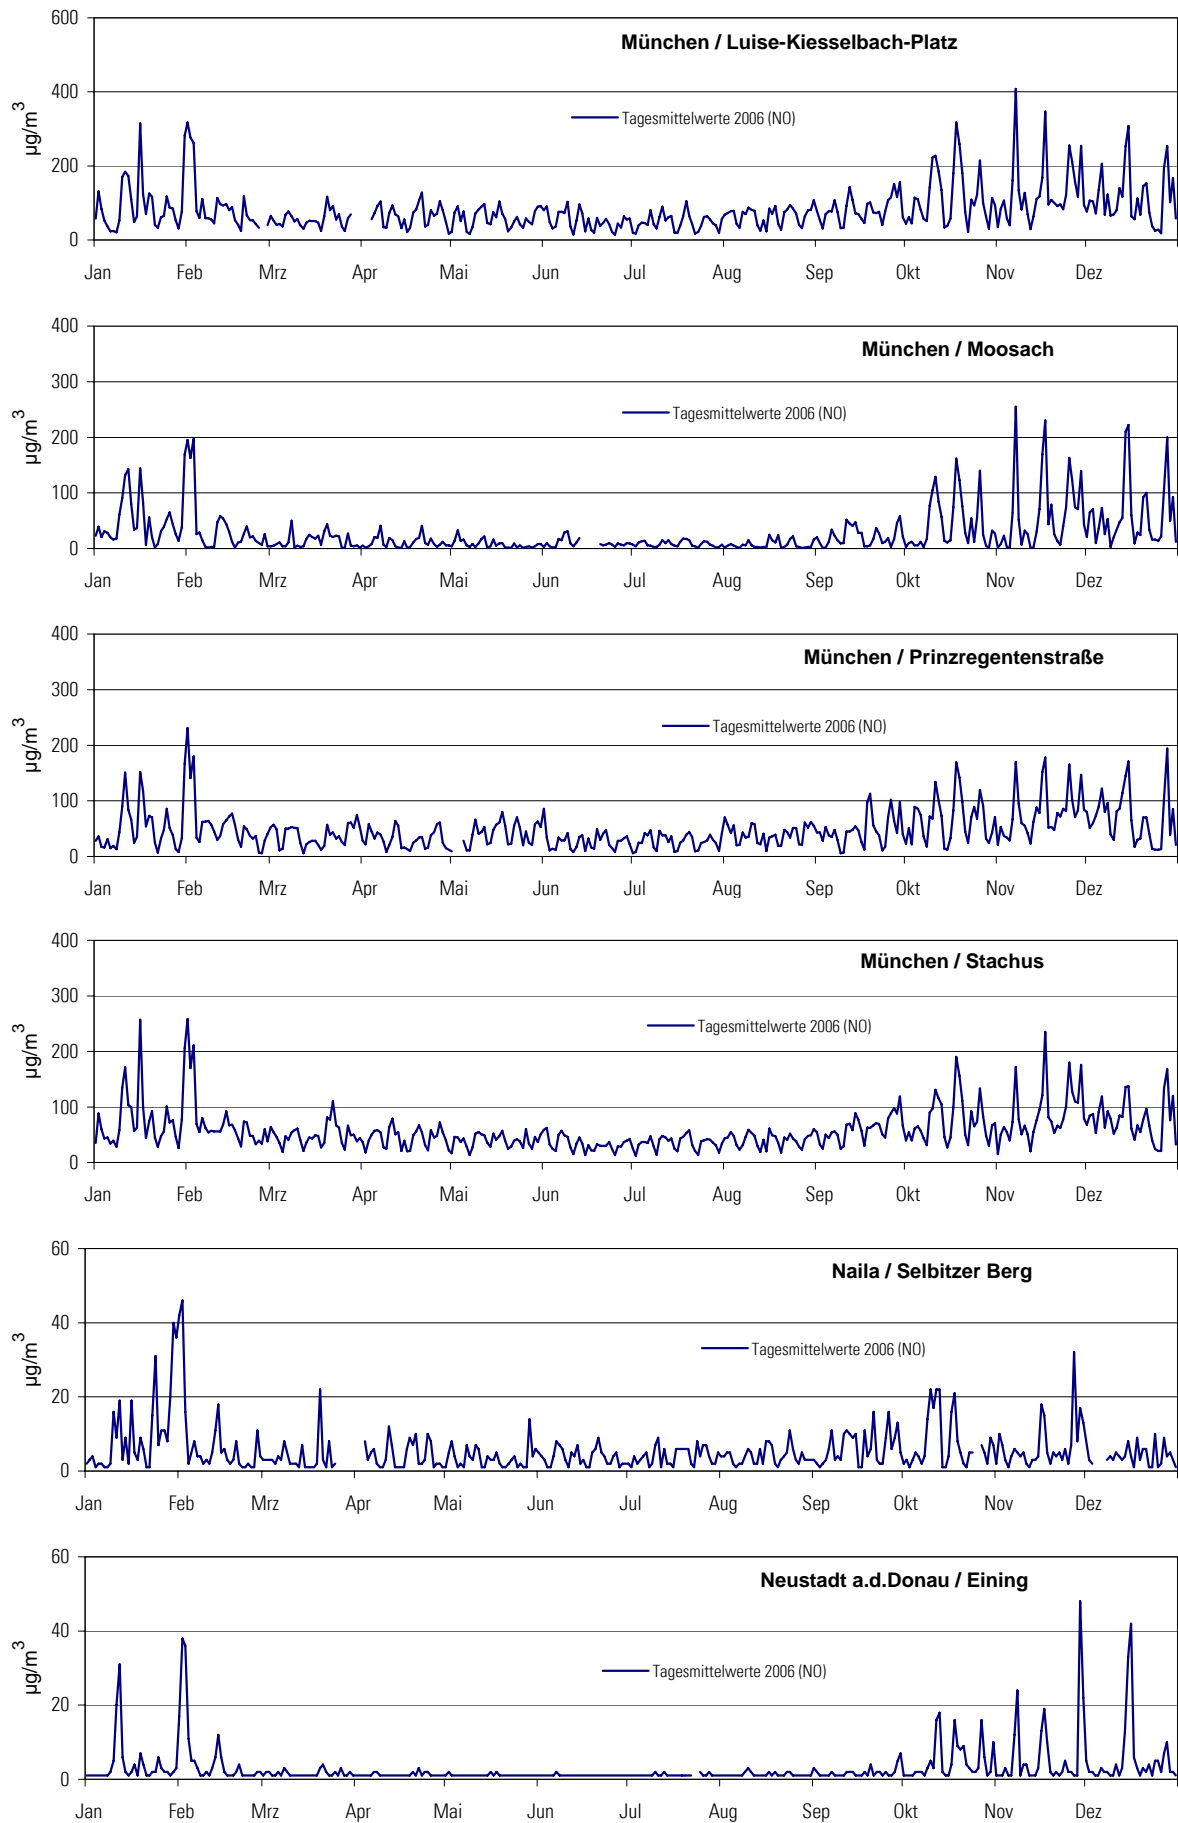 600
München / Luise-Kiesselbach-Platz
400
Tagesmittelwerte 2006 (NO)
µg/m³
200
0
Jan Feb Mrz Apr Mai Jun Jul Aug Sep Okt Nov Dez
400
München / Moosach
300
Tagesmittelwerte 2006 (NO)
µg/m³
200
100
0
Jan Feb Mrz Apr Mai Jun Jul Aug Sep Okt Nov Dez
400
München / Prinzregentenstraße
300
Tagesmittelwerte 2006 (NO)
µg/m³
200
100
0
Jan Feb Mrz Apr Mai Jun Jul Aug Sep Okt Nov Dez
400
München / Stachus
300
Tagesmittelwerte 2006 (NO)
µg/m³
200
100
0
Jan Feb Mrz Apr Mai Jun Jul Aug Sep Okt Nov Dez
60
Naila / Selbitzer Berg
40
Tagesmittelwerte 2006 (NO)
µg/m³
20
0
Jan Feb Mrz Apr Mai Jun Jul Aug Sep Okt Nov Dez
60
Neustadt a.d.Donau / Eining
40
Tagesmittelwerte 2006 (NO)
µg/m³
20
0
Jan Feb Mrz Apr Mai Jun Jul Aug Sep Okt Nov Dez